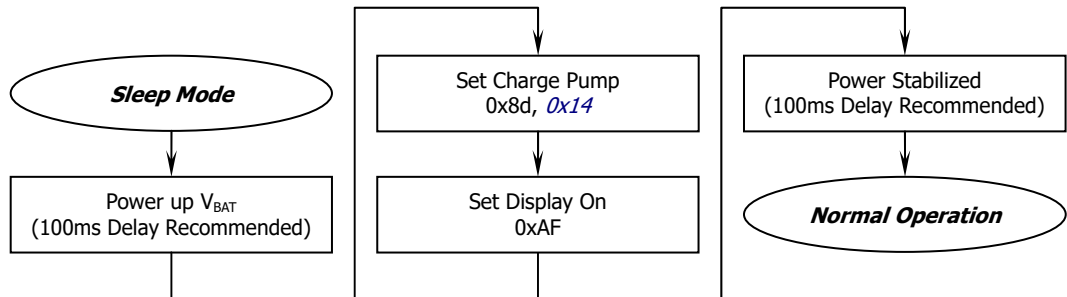 Sleep Mode
Power up VBAT
(100ms Delay Recommended)
Set Charge Pump
0x8d, 0x14
Set Display On
0xAF
Power Stabilized
(100ms Delay Recommended)
Normal Operation